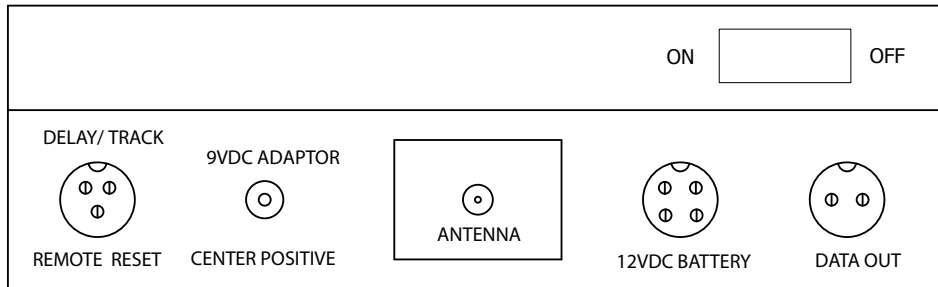 ON OFF
DELAY/ TRACK
9VDC ADAPTOR
ANTENNA
REMOTE RESET
CENTER POSITIVE
12VDC BATTERY
DATA OUT